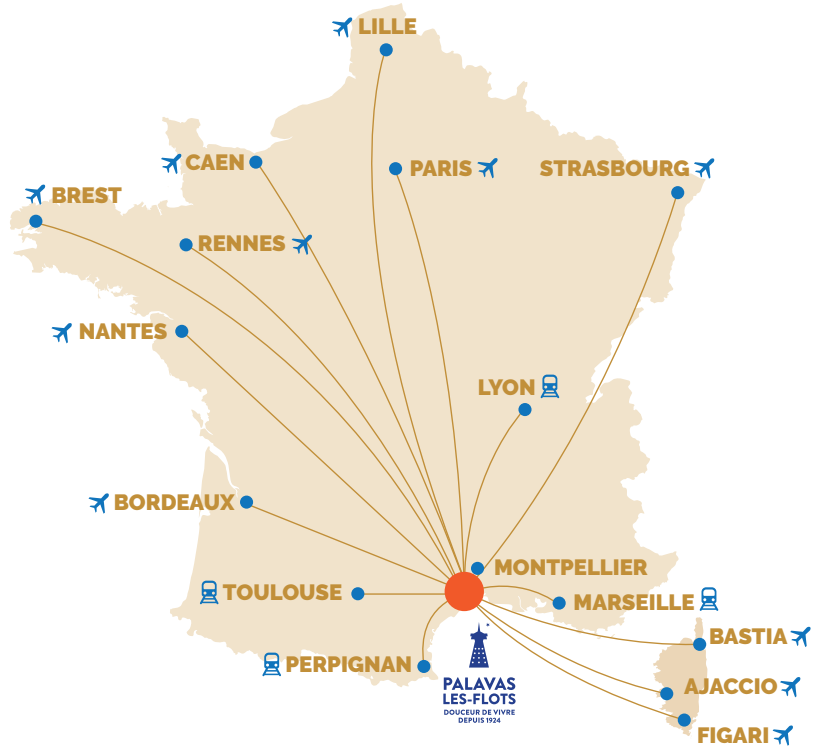 LILLE
CAEN
PARIS
STRASBOURG
BREST
RENNES
NANTES
LYON
BORDEAUX
MONTPELLIER
TOULOUSE
MARSEILLE
BASTIA
PERPIGNAN
PALAVAS
LES-FLOTS
DOUCEUR DE VIVRE
DEPUIS 1924
AJACCIO
FIGARI